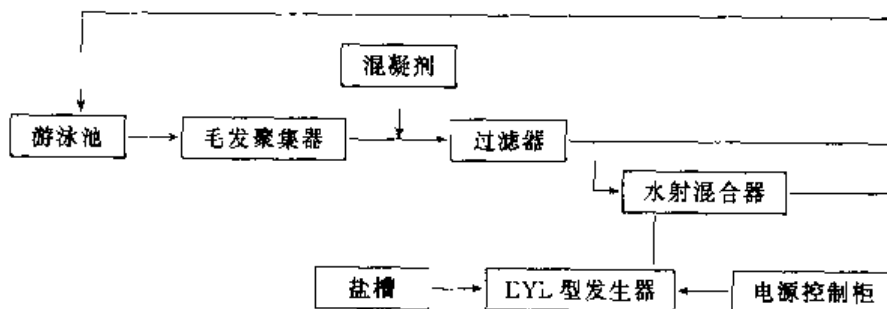 混凝剂
游泳池
毛发聚集器
过滤器
水射混合器
盐槽
DYL型发生器
电源控制柜